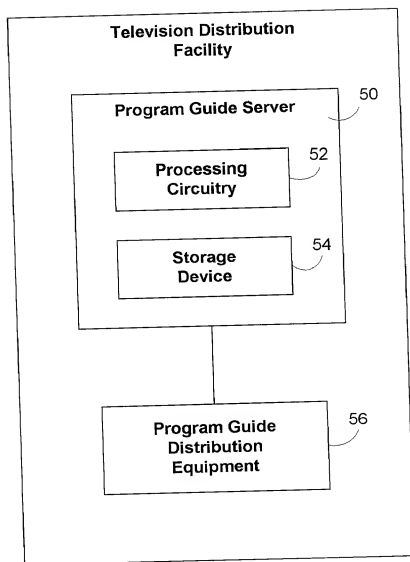 Television Distribution
Facility
Program Guide Server
50
Processing
Circuitry
52
Storage
Device
54
Program Guide
Distribution
Equipment
56